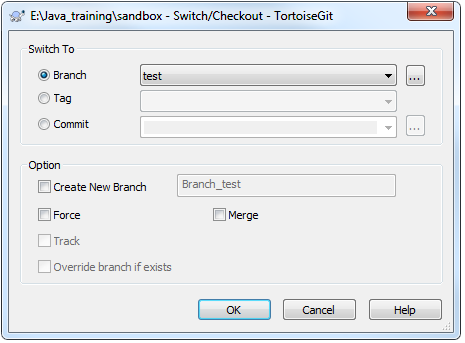 E:\Java_training\sandbox - Switch/Checkout - TortoiseGit
Switch To
Branch test ...
Tag
Commit ...
Option
Create New Branch Branch_test
Force Merge
Track
Override branch if exists
OK Cancel Help